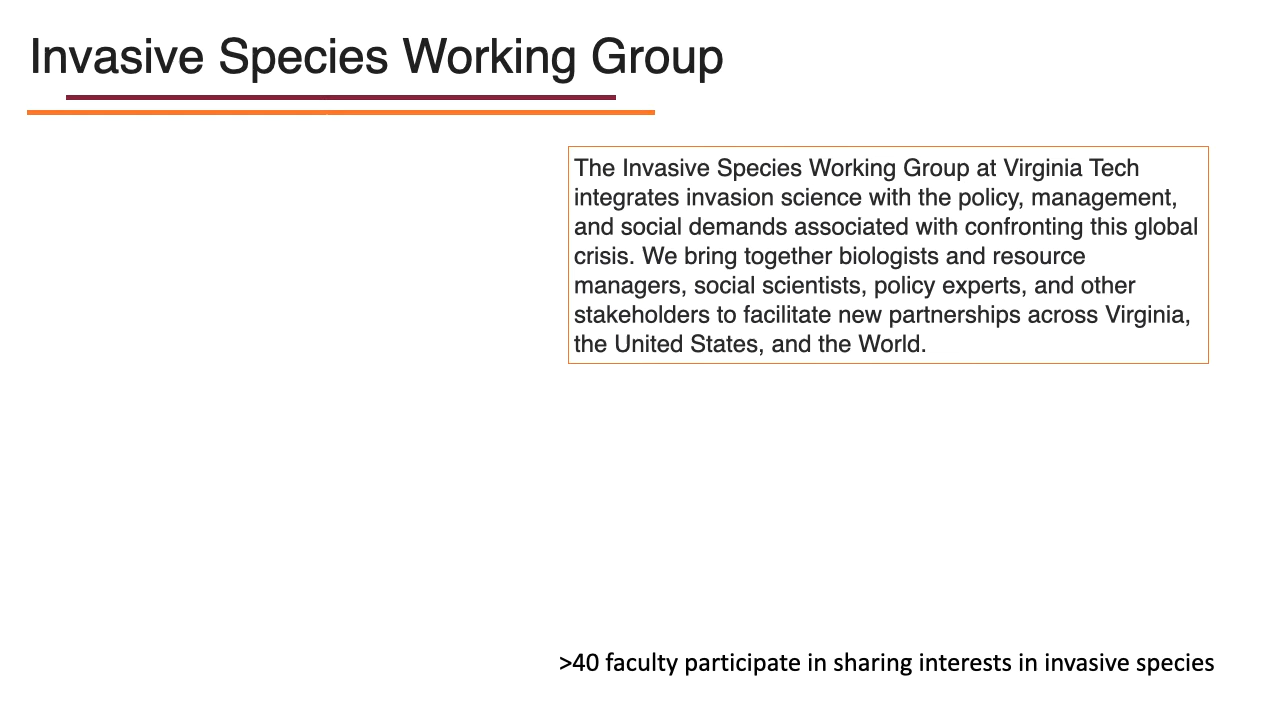 Invasive Species Working Group
The Invasive Species Working Group at Virginia Tech
integrates invasion science with the policy, management,
and social demands associated with confronting this global
crisis. We bring together biologists and resource
managers, social scientists, policy experts, and other
stakeholders to facilitate new partnerships across Virginia,
the United States, and the World.
>40 faculty participate in sharing interests in invasive species